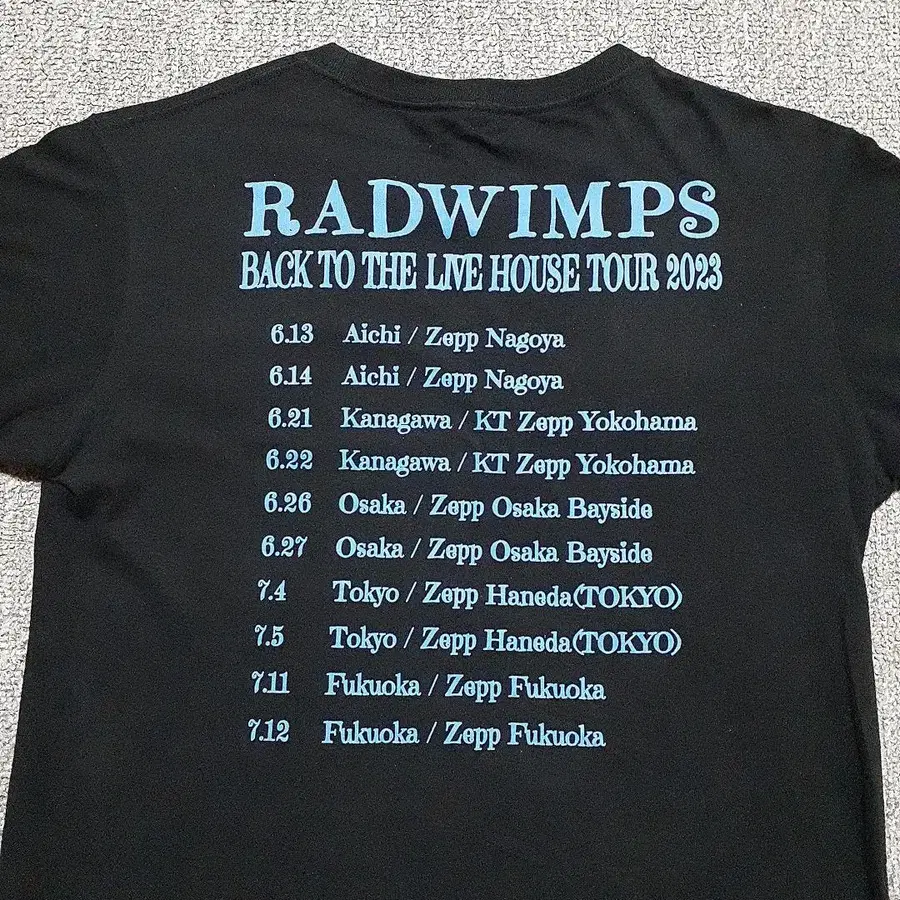 RADWIMPS
BACK TO THE LIVE HOUSE TOUR 2023
6.13 Aichi / Zepp Nagoya
6.14 Aichi / Zepp Nagoya
6.21 Kanagawa / KT Zepp Yokohama
6.22 Kanagawa / KT Zepp Yokohama
6.26 Osaka / Zepp Osaka Bayside
6.27 Osaka / Zepp Osaka Bayside
7.4 Tokyo / Zepp Haneda(TOKYO)
7.5 Tokyo / Zepp Haneda(TOKYO)
7.11 Fukuoka / Zepp Fukuoka
7.12 Fukuoka / Zepp Fukuoka